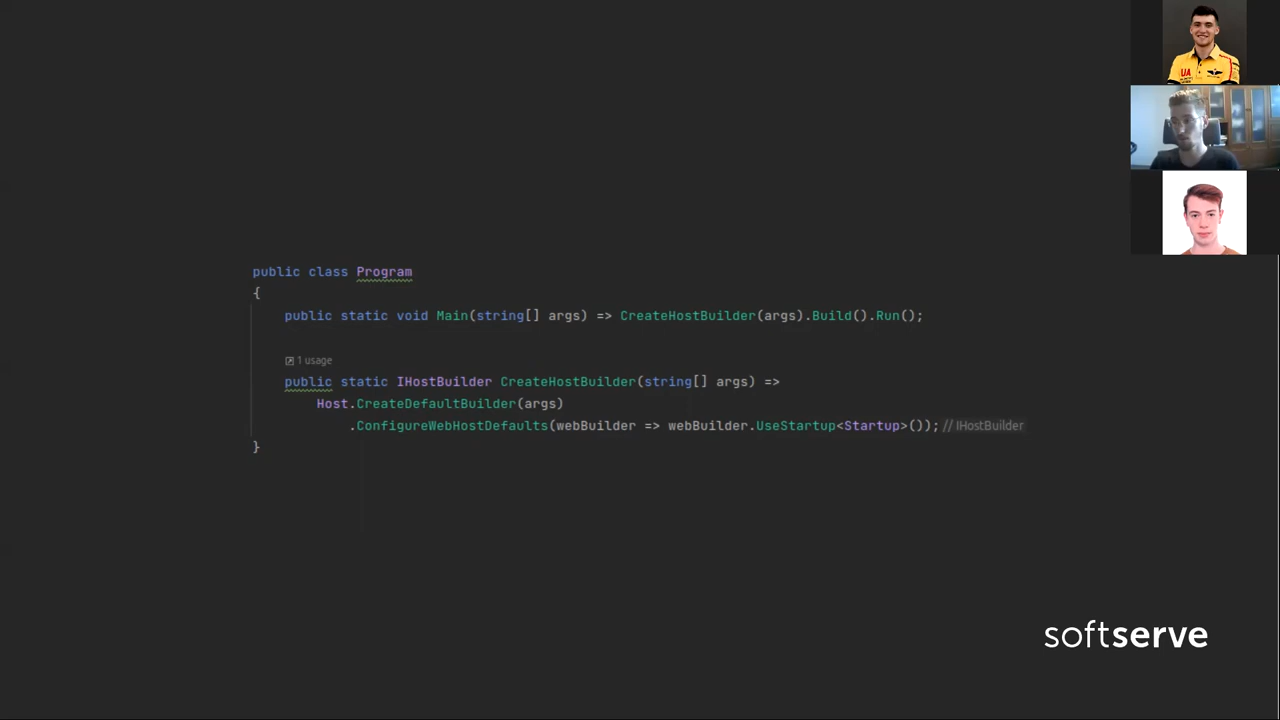 public class Program
{
public static void Main(string[] args) => CreateHostBuilder(args).Build().Run();
1 usage
public static IHostBuilder CreateHostBuilder(string[] args) =>
Host.CreateDefaultBuilder(args)
.ConfigureWebHostDefaults(webBuilder => webBuilder.UseStartup<Startup>()); // IHostBuilder
}
softserve
UA